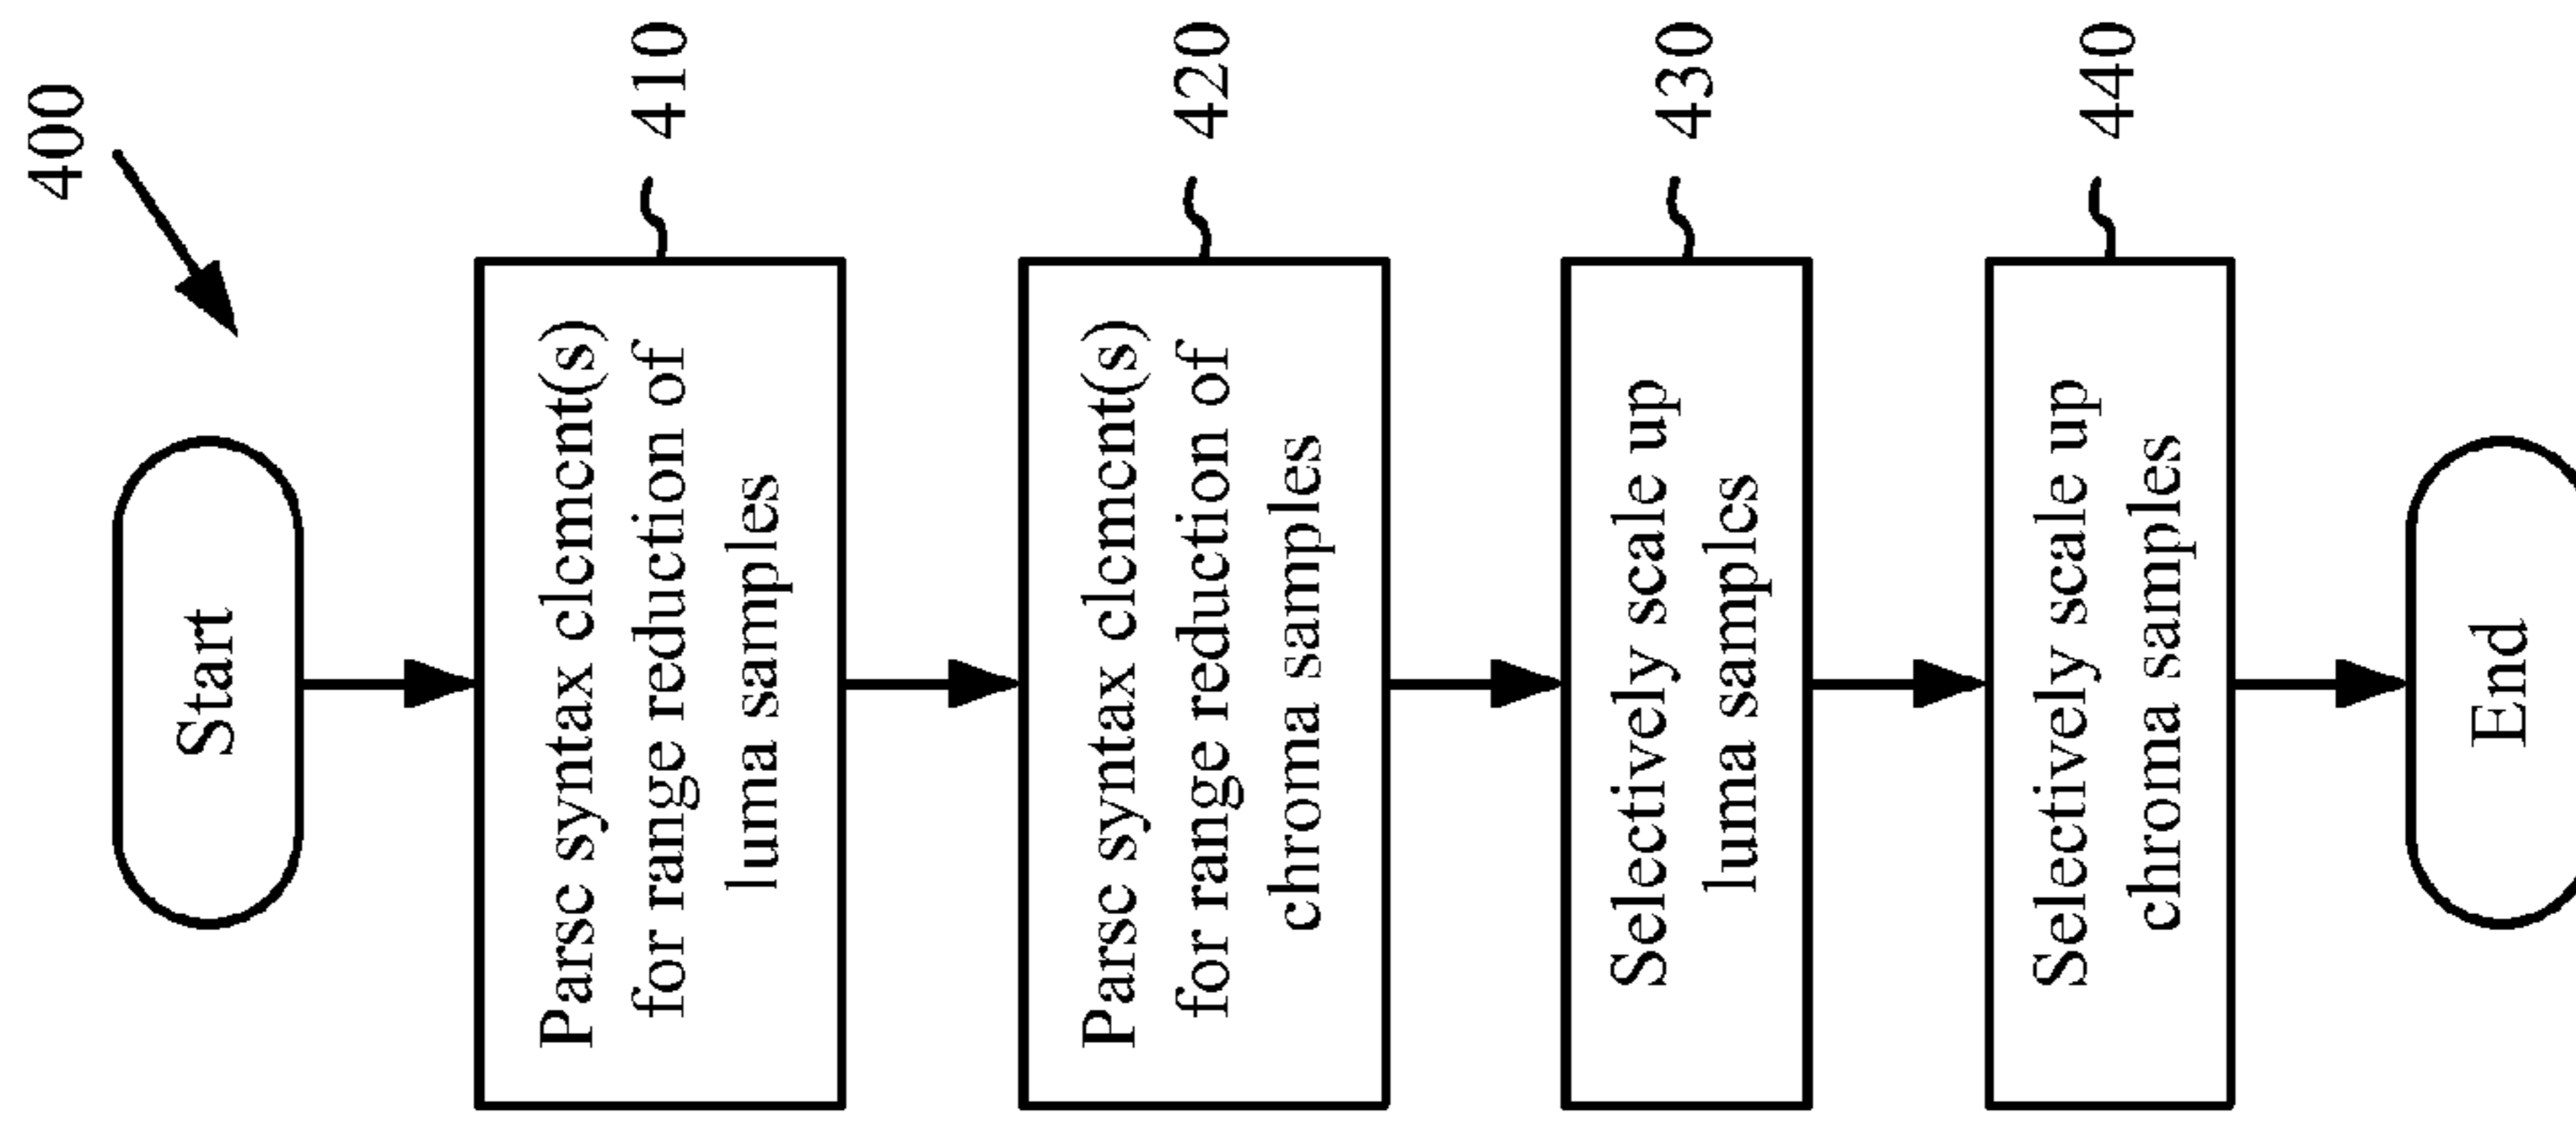 400
Start
Parse syntax element(s)
for range reduction of
luma samples
410
Parse syntax element(s)
for range reduction of
chroma samples
420
Selectively scale up
luma samples
430
Selectively scale up
chroma samples
440
End